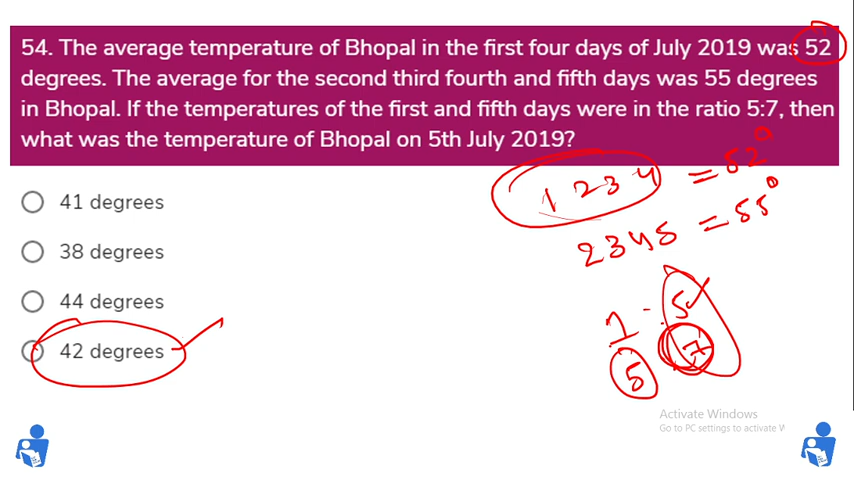 54. The average temperature of Bhopal in the first four days of July 2019 was 52
degrees. The average for the second third fourth and fifth days was 55 degrees
in Bhopal. If the temperatures of the first and fifth days were in the ratio 5:7, then
what was the temperature of Bhopal on 5th July 2019?
1 2 3 4 = 52°
41 degrees
2 3 4 5 = 55°
38 degrees
44 degrees
1 : 5
42 degrees
5 7
Activate Windows
Go to PC settings to activate W